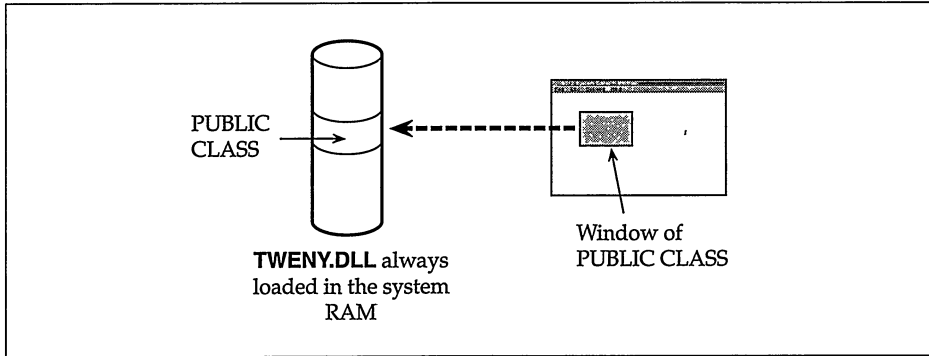 PUBLIC
CLASS
TWENY.DLL always
loaded in the system
RAM
Window of
PUBLIC CLASS